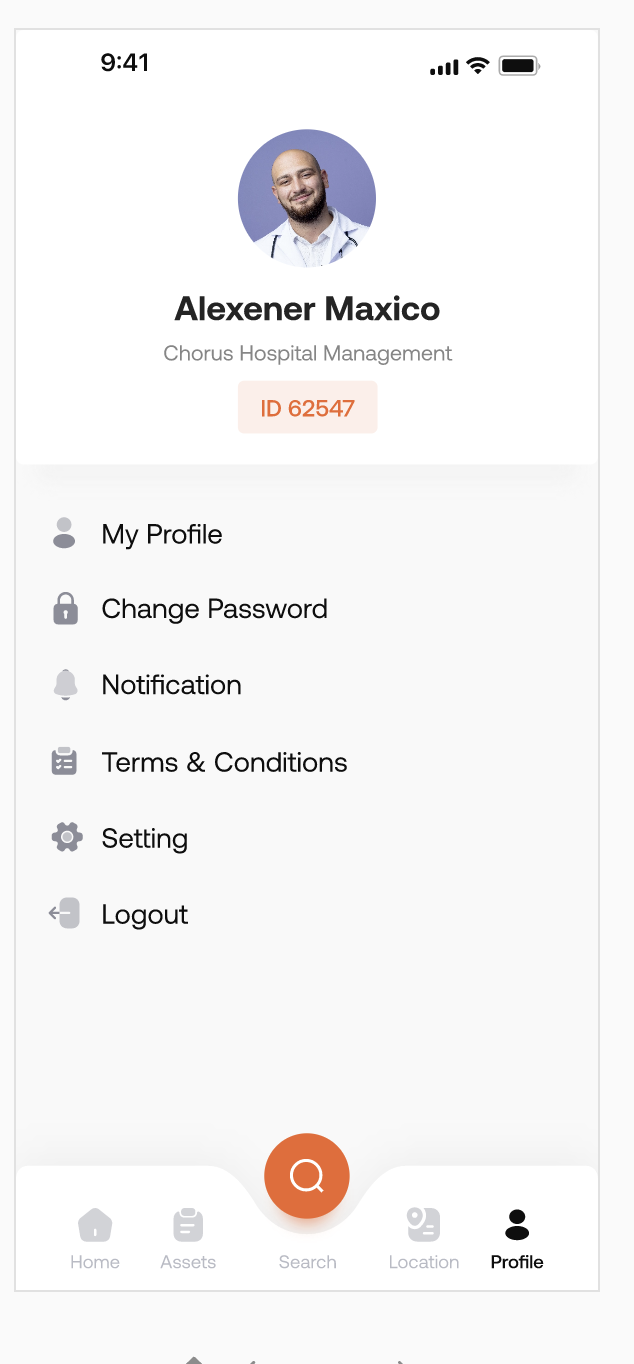 9:41
Alexener Maxico
Chorus Hospital Management
ID 62547
My Profile
Change Password
Notification
Terms & Conditions
Setting
Logout
Home
Assets
Search
Location
Profile